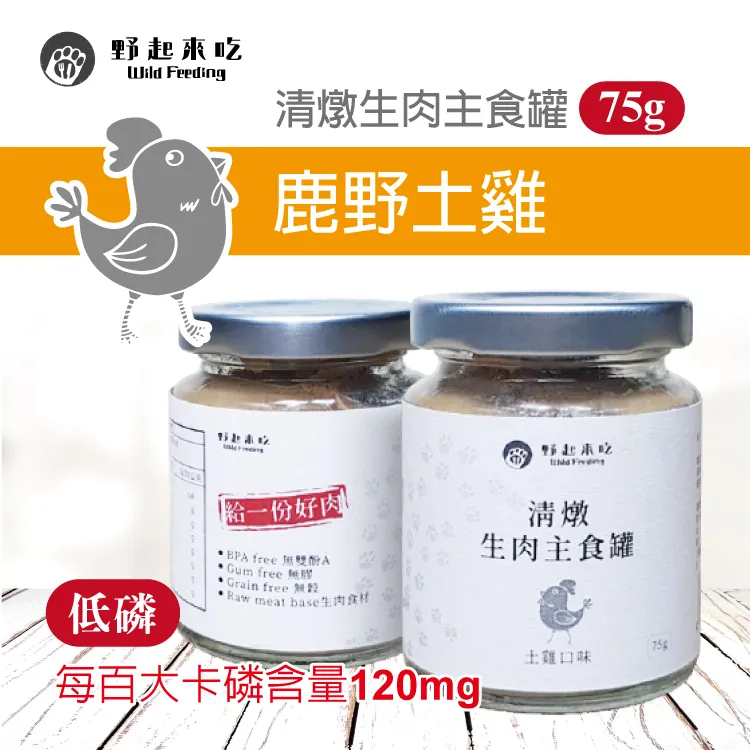 野起來吃
Wild Feeding
清燉生肉主食罐 75g
鹿野土雞
野起來吃
Wild Feeding
給一份好肉
• BPA free 無雙酚A
• Gum free 無膠
• Grain free 無穀
• Raw meat base生肉食材
野起來吃
Wild Feeding
清燉
生肉主食罐
土雞口味
75g
低磷
每百大卡磷含量120mg